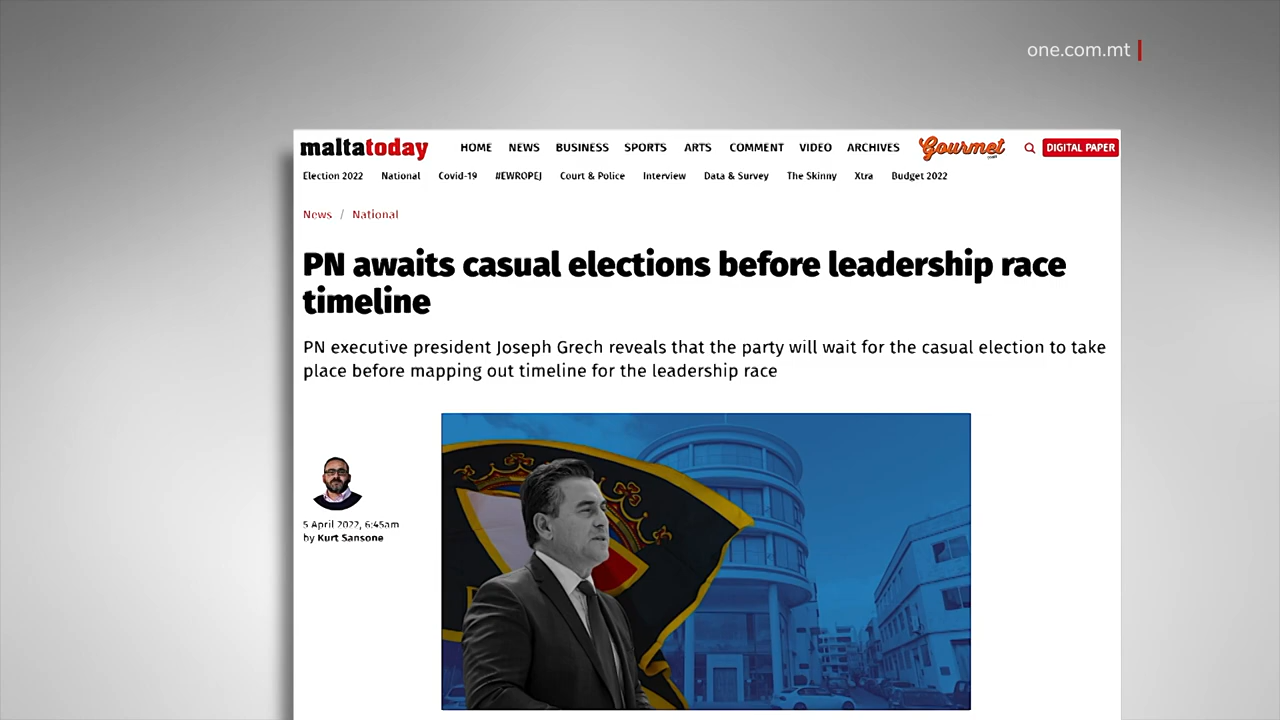 one.com.mt
maltatoday
HOME NEWS BUSINESS SPORTS ARTS COMMENT VIDEO ARCHIVES Gourmet DIGITAL PAPER
Election 2022 National Covid-19 #EWROPEJ Court & Police Interview Data & Survey The Skinny Xtra Budget 2022
News / National
PN awaits casual elections before leadership race
timeline
PN executive president Joseph Grech reveals that the party will wait for the casual election to take
place before mapping out timeline for the leadership race
5 April 2022, 6:45am
by Kurt Sansone